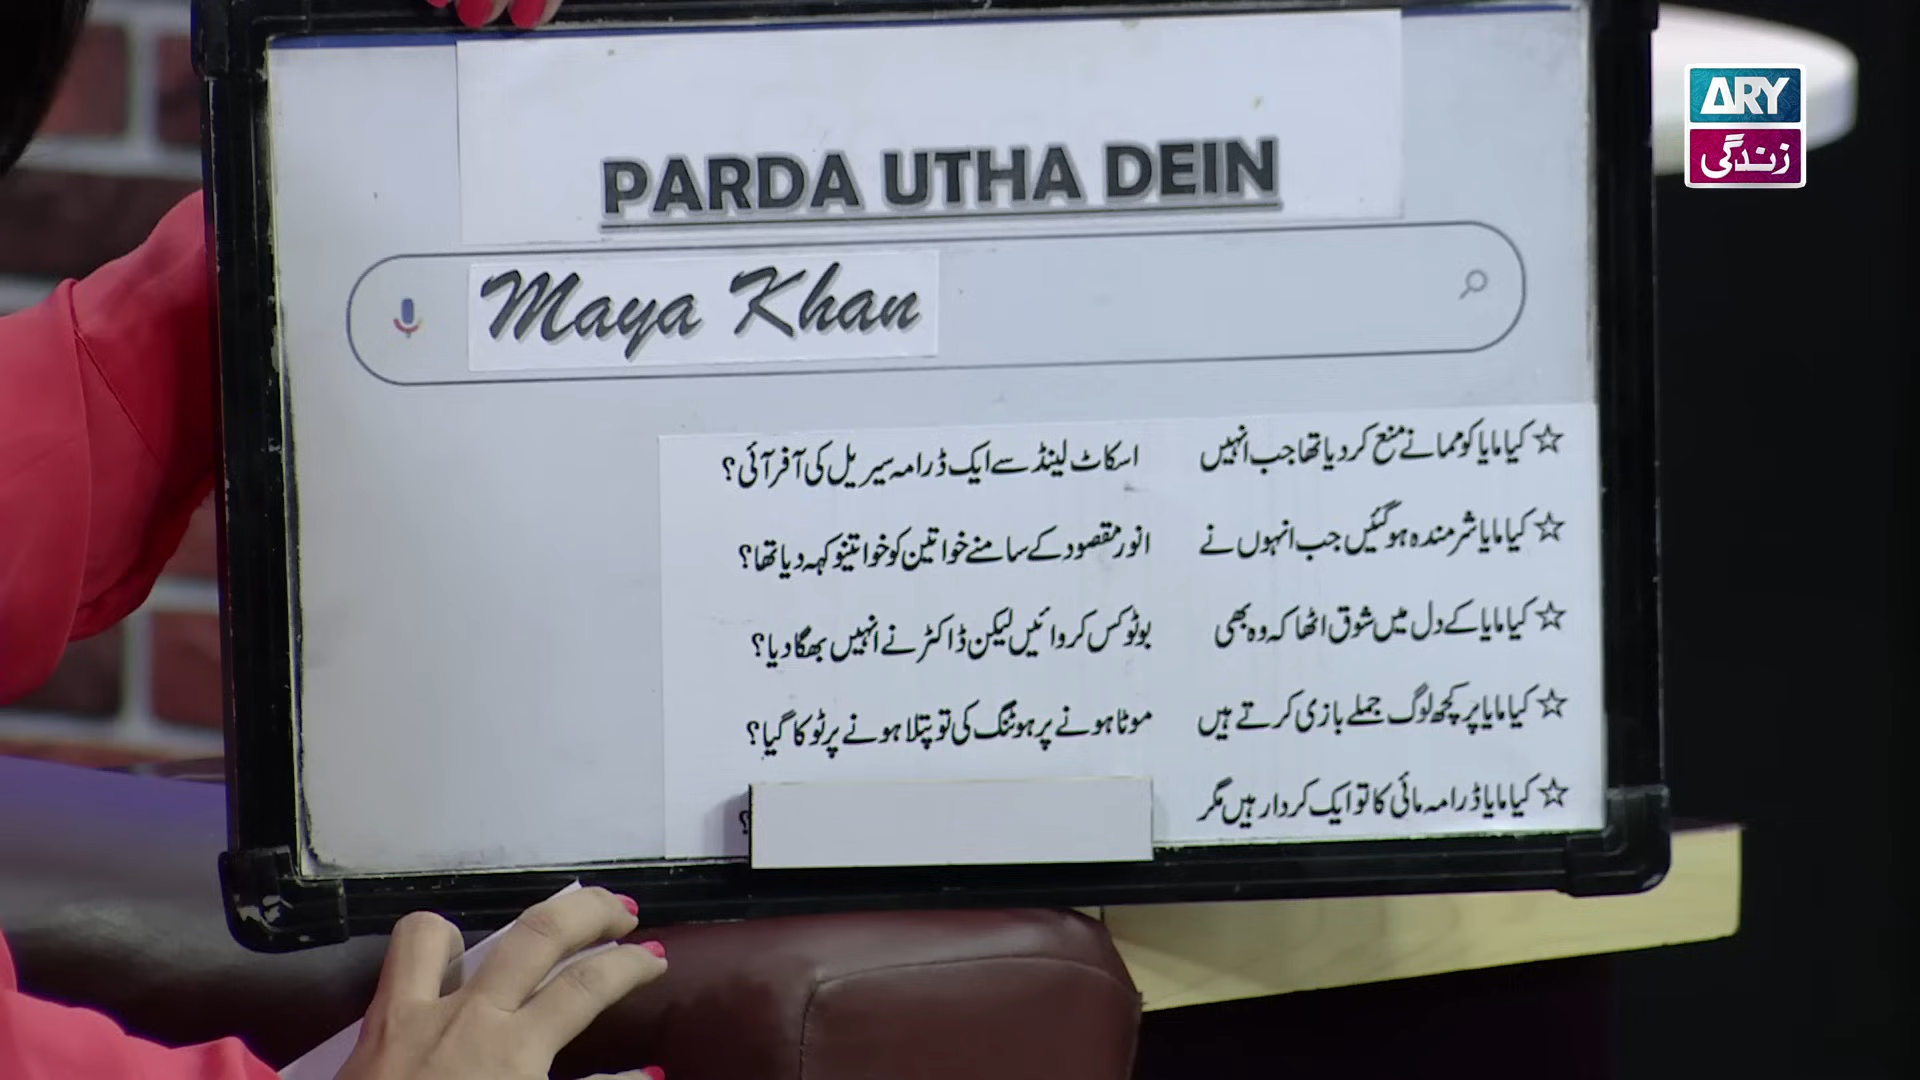 ARY
زندگی
PARDA UTHA DEIN
Maya Khan
☆ کیا مایا کو ممانے منع کر دیا تھا جب انہیں اسکاٹ لینڈ سے ایک ڈرامہ سیریل کی آفر آئی؟
☆ کیا مایا شرمندہ ہو گئیں جب انہوں نے انور مقصود کے سامنے خواتین کو خواتینو کہہ دیا تھا؟
☆ کیا مایا کے دل میں شوق اٹھا کہ وہ بھی بوٹوکس کروائیں لیکن ڈاکٹر نے انہیں بھگا دیا؟
☆ کیا مایا پر کچھ لوگ جملے بازی کرتے ہیں موٹا ہونے پر ہوٹنگ کی تو پتلا ہونے پر ٹوکا گیا؟
☆ کیا مایا ڈرامہ مائی کا تو ایک کردار ہیں مگر ؟